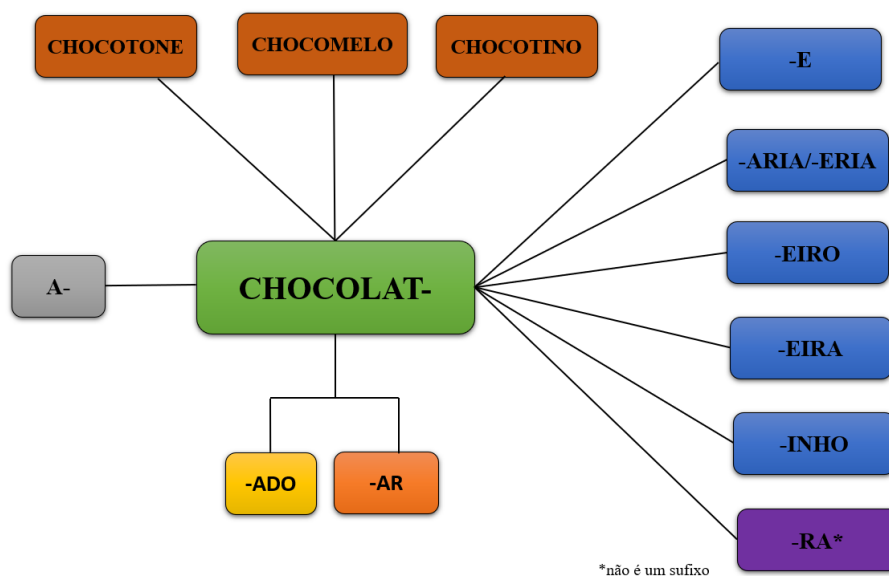 CHOCOTONE
CHOCOMELO
CHOCOTINO
-E
-ARIA/-ERIA
-EIRO
A-
CHOCOLAT-
-EIRA
-INHO
-ADO
-AR
-RA*
*não é um sufixo